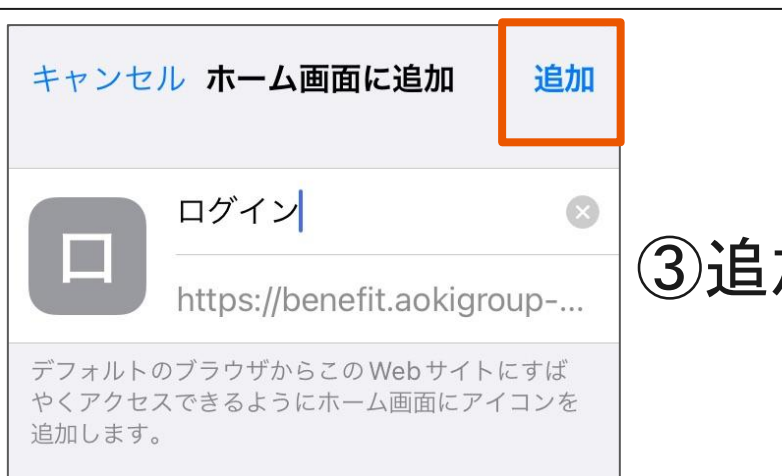 キャンセル ホーム画面に追加 追加
ログイン
ロ
https://benefit.aokigroup-...
③追
デフォルトのブラウザからこのWebサイトにすば
やくアクセスできるようにホーム画面にアイコンを
追加します。